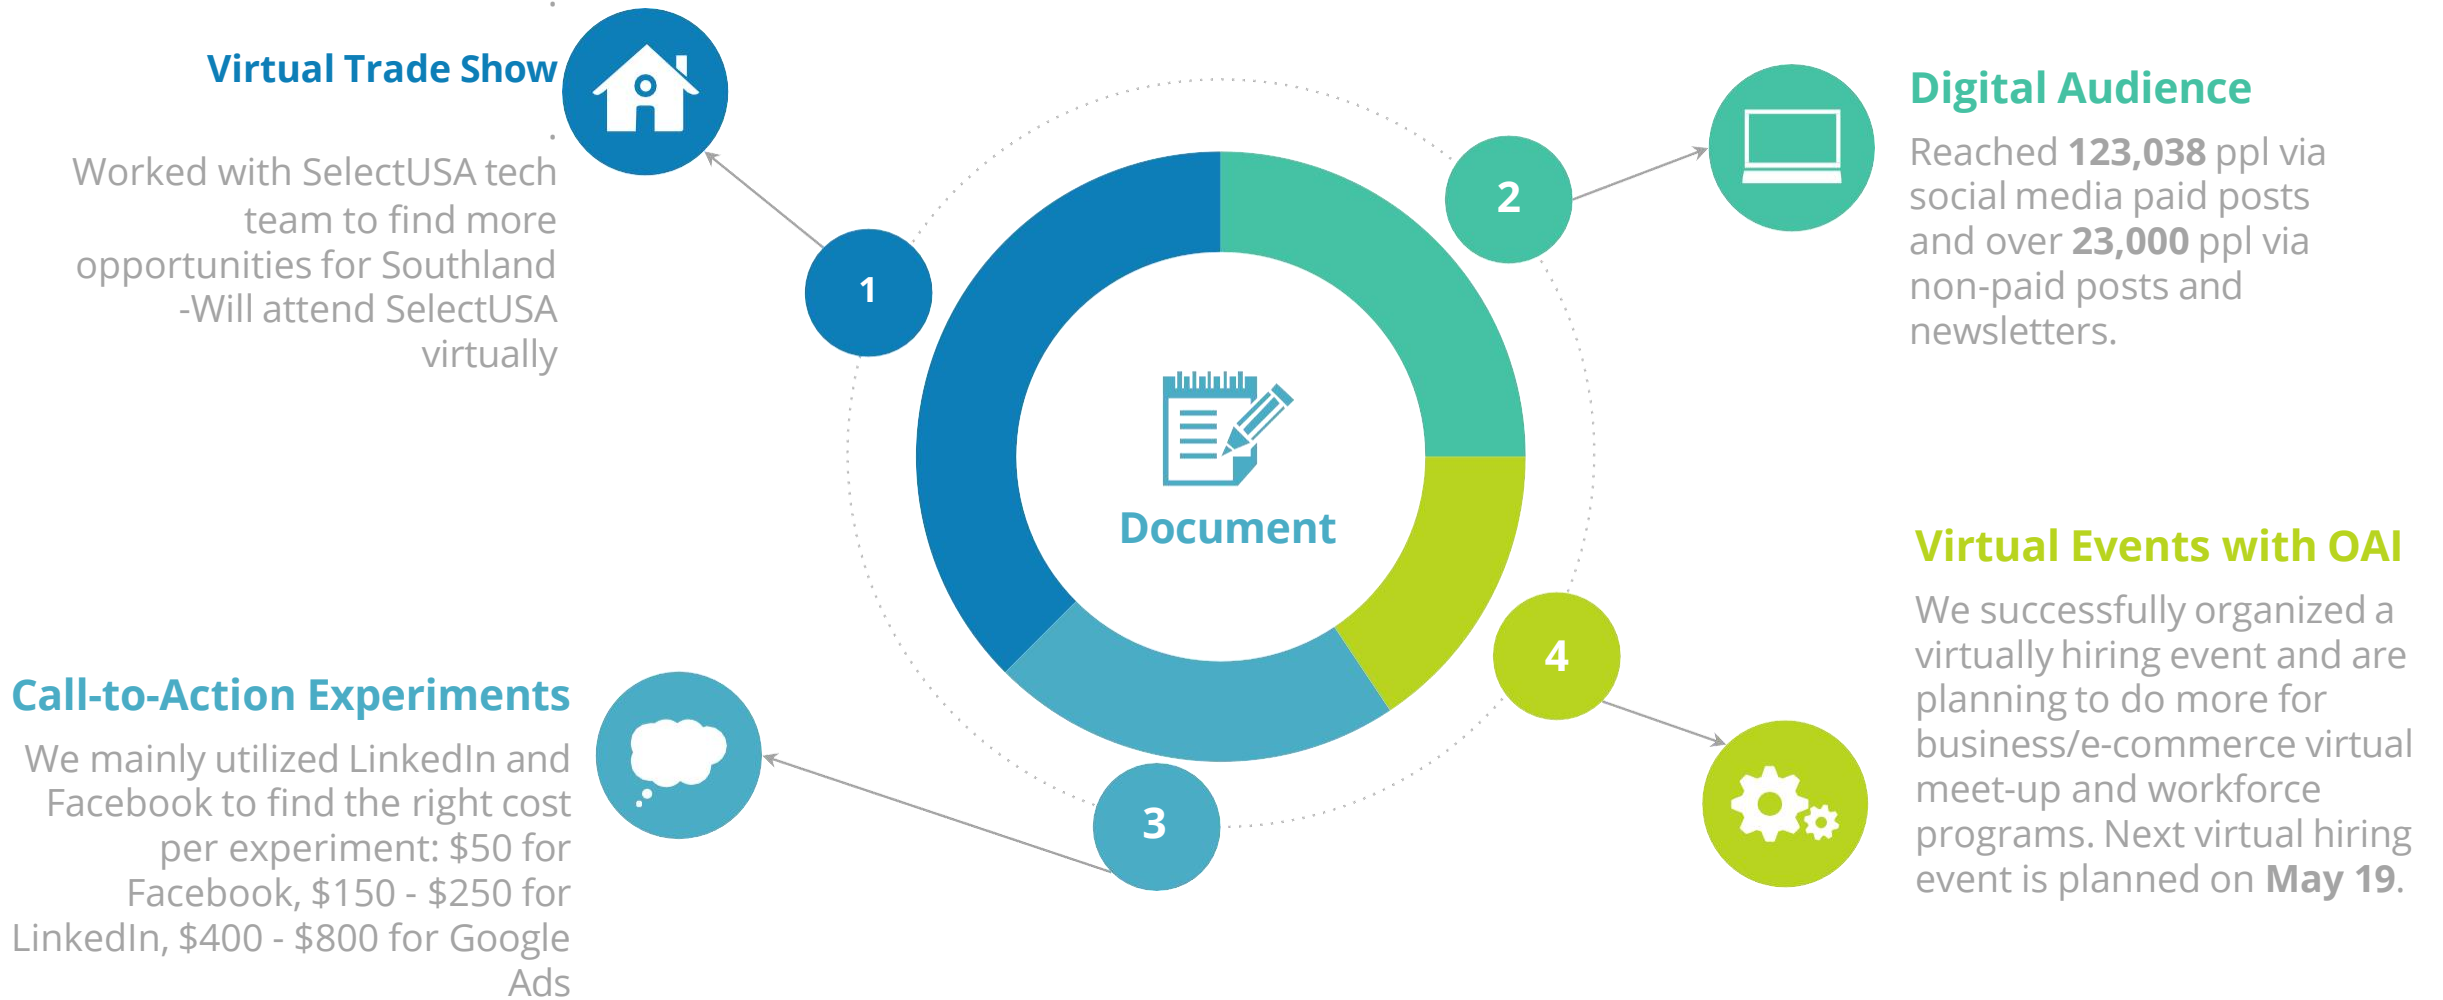 Virtual Trade Show
Worked with SelectUSA tech
team to find more
opportunities for Southland
-Will attend SelectUSA
virtually
1
2
Digital Audience
Reached 123,038 ppl via
social media paid posts
and over 23,000 ppl via
non-paid posts and
newsletters.
Document
Call-to-Action Experiments
We mainly utilized LinkedIn and
Facebook to find the right cost
per experiment: $50 for
Facebook, $150 - $250 for
LinkedIn, $400 - $800 for Google
Ads
3
4
Virtual Events with OAI
We successfully organized a
virtually hiring event and are
planning to do more for
business/e-commerce virtual
meet-up and workforce
programs. Next virtual hiring
event is planned on May 19.